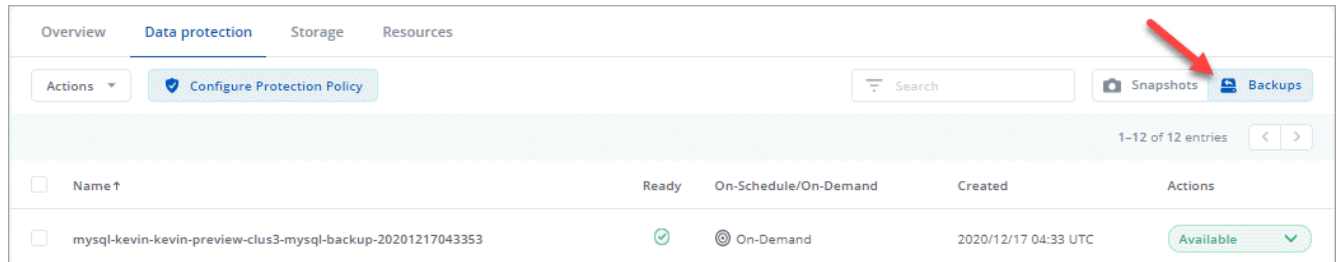 Overview Data protection Storage Resources
Actions Configure Protection Policy Search Snapshots Backups
1–12 of 12 entries
Name↑ Ready On-Schedule/On-Demand Created Actions
mysql-kevin-kevin-preview-clus3-mysql-backup-20201217043353 On-Demand 2020/12/17 04:33 UTC Available